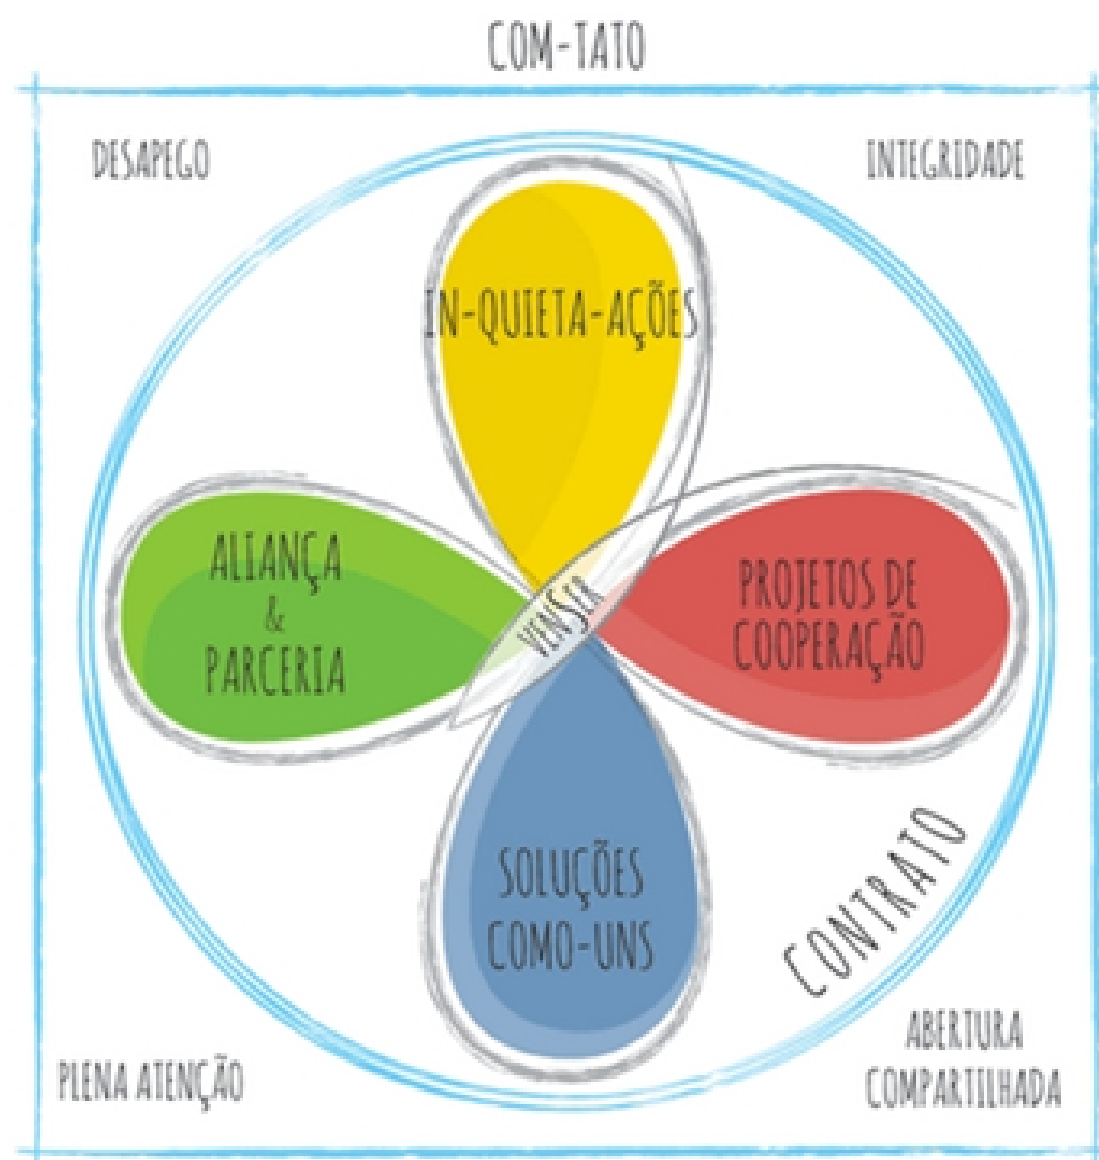 COM-TATO
DESAPEGO
INTEGRIDADE
IN-QUIETA-AÇÕES
ALIANÇA
&
PARCERIA
VENSER
PROJETOS DE
COOPERAÇÃO
SOLUÇÕES
COMO-UNS
CONTRATO
PLENA ATENÇÃO
ABERTURA
COMPARTILHADA